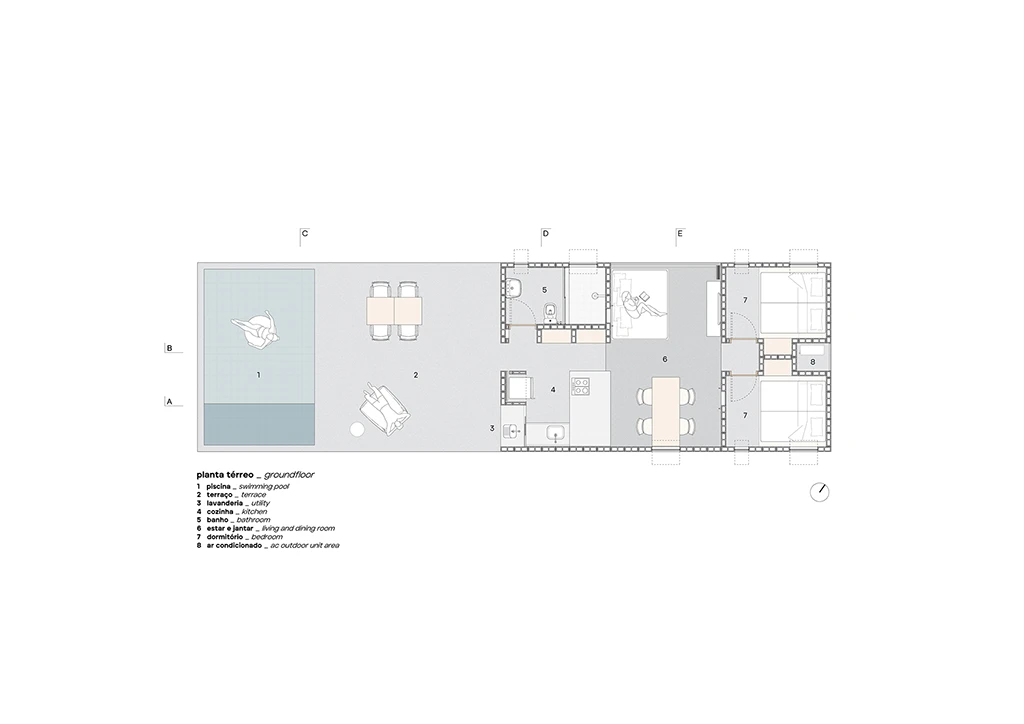 C
D
E
B
A
1
2
3
4
5
6
7
7
8
planta térreo _ groundfloor
1 piscina _ swimming pool
2 terraço _ terrace
3 lavanderia _ utility
4 cozinha _ kitchen
5 banho _ bathroom
6 estar e jantar _ living and dining room
7 dormitório _ bedroom
8 ar condicionado _ ac outdoor unit area